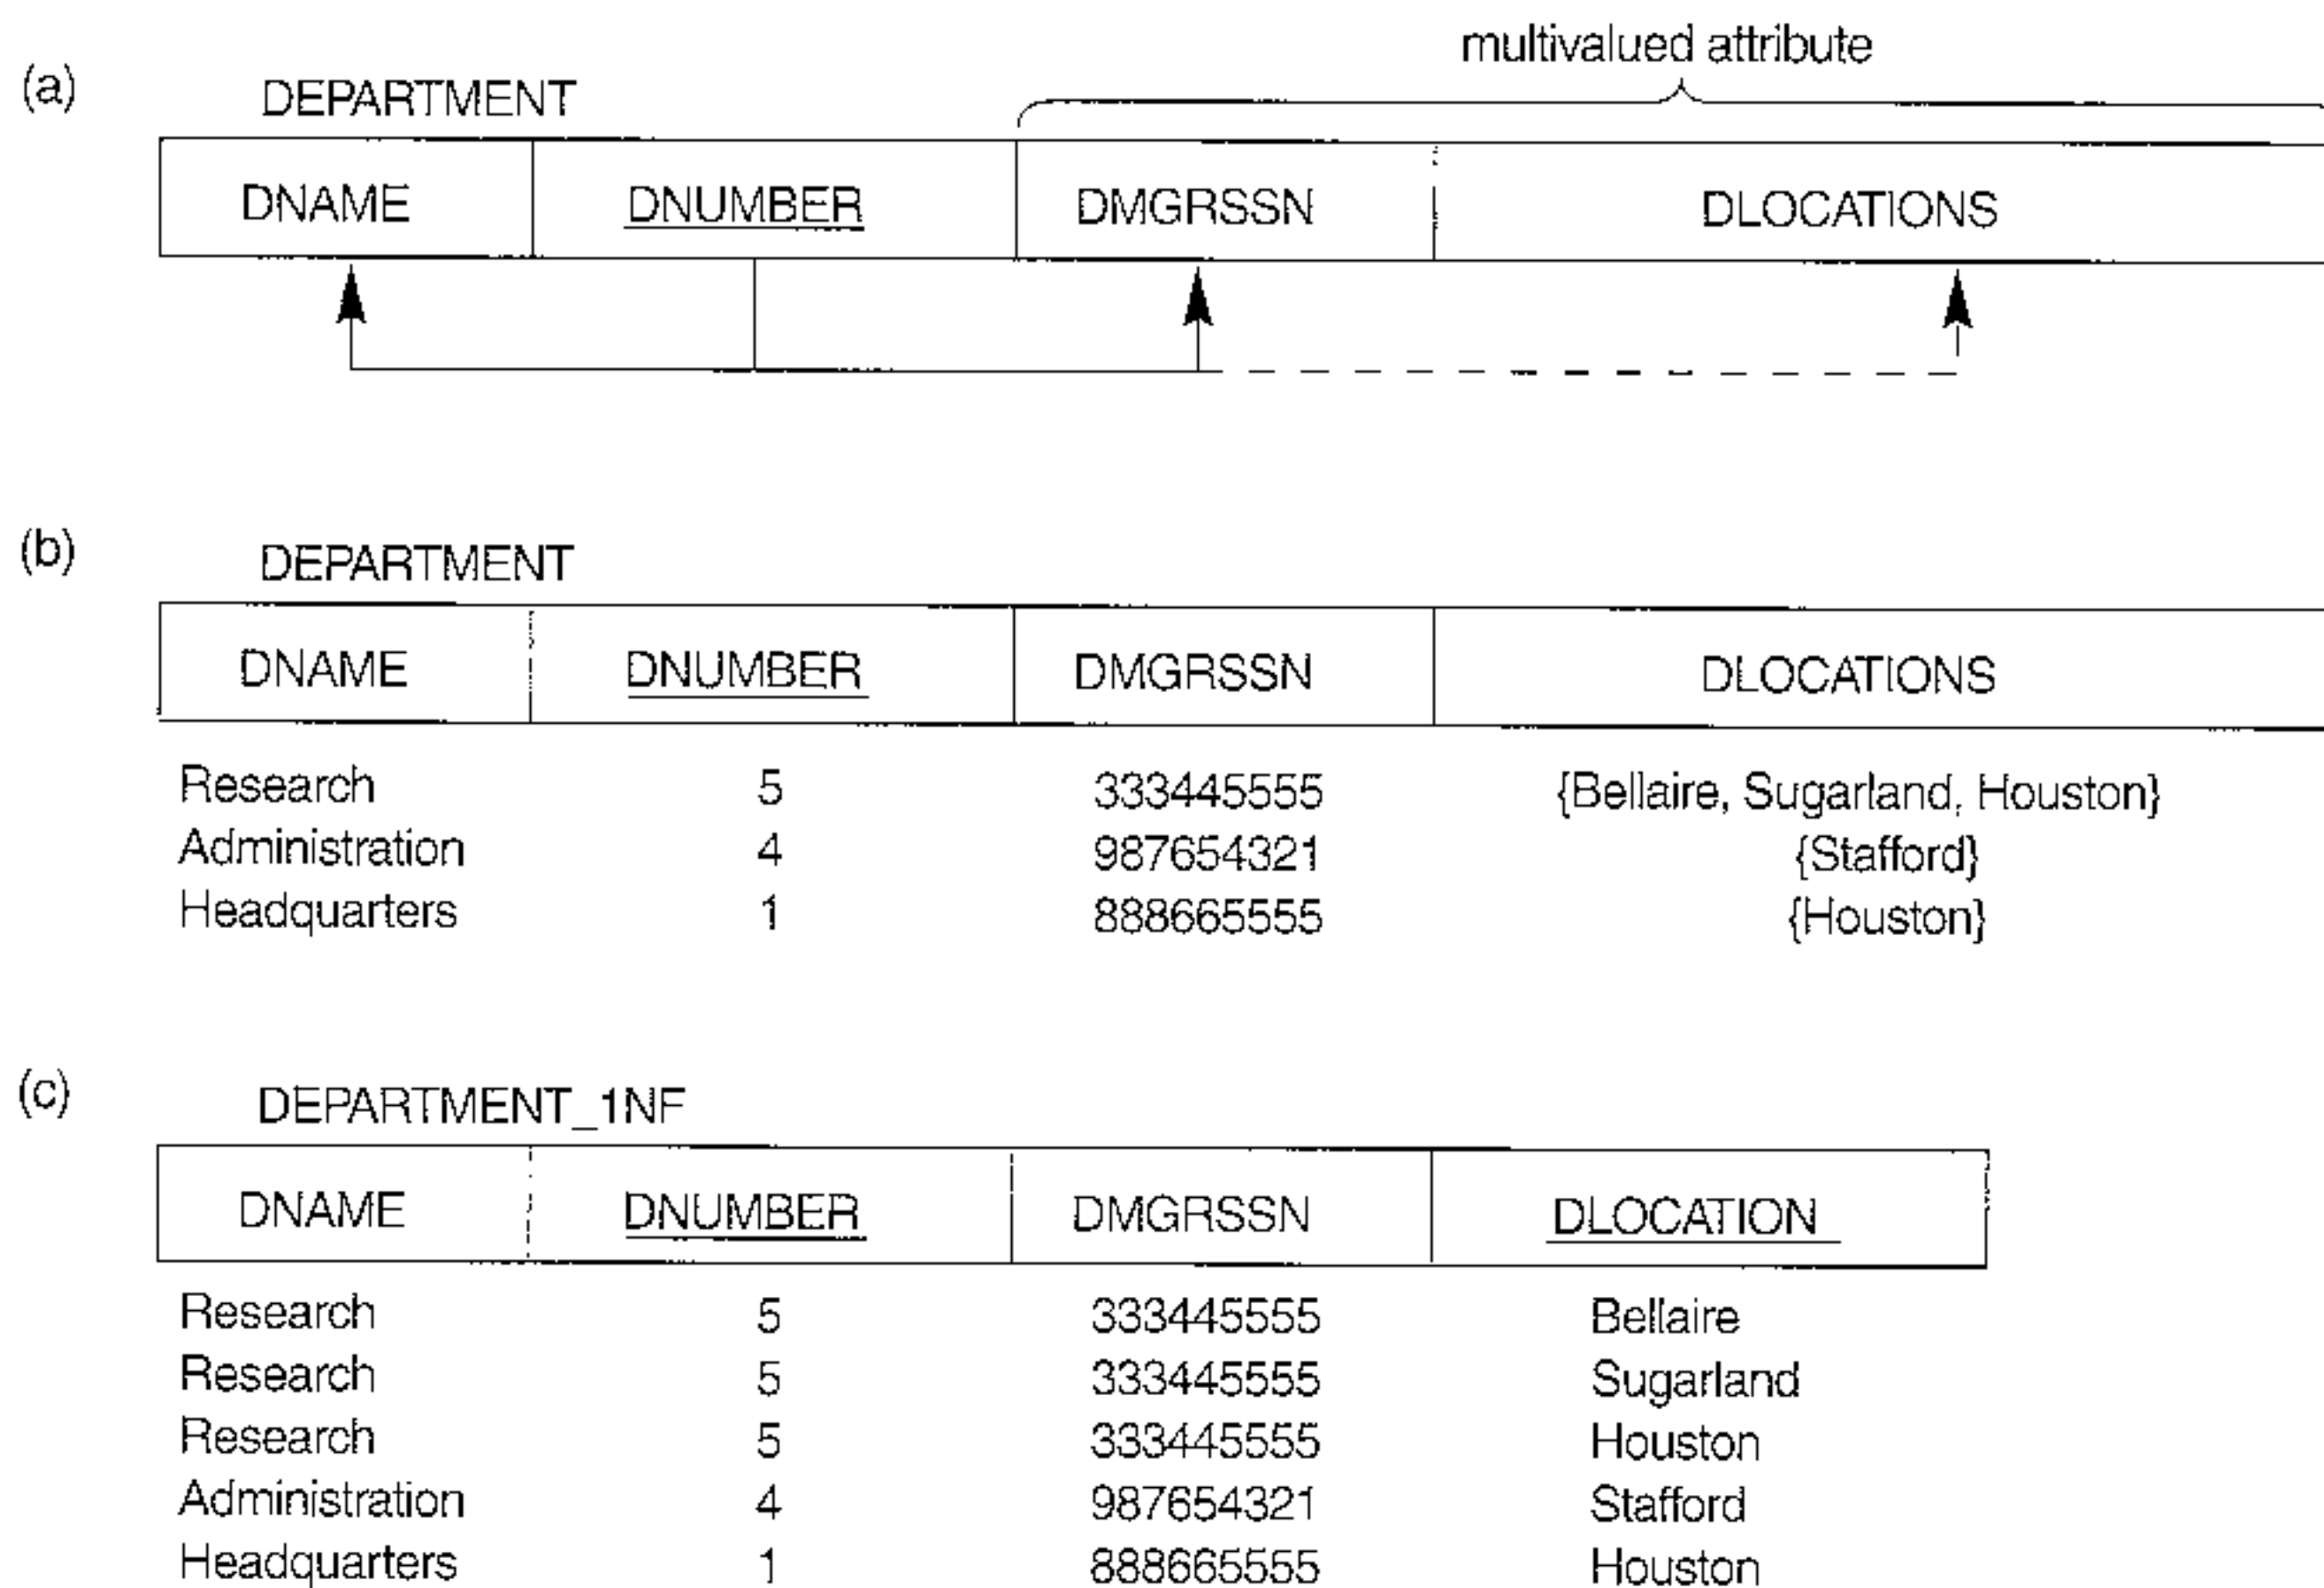 multivalued attribute
(a) DEPARTMENT
DNAME DNUMBER DMGRSSN DLOCATIONS
(b) DEPARTMENT
DNAME DNUMBER DMGRSSN DLOCATIONS
Research 5 333445555 {Bellaire, Sugarland, Houston}
Administration 4 987654321 {Stafford}
Headquarters 1 888665555 {Houston}
(c) DEPARTMENT_1NF
DNAME DNUMBER DMGRSSN DLOCATION
Research 5 333445555 Bellaire
Research 5 333445555 Sugarland
Research 5 333445555 Houston
Administration 4 987654321 Stafford
Headquarters 1 888665555 Houston